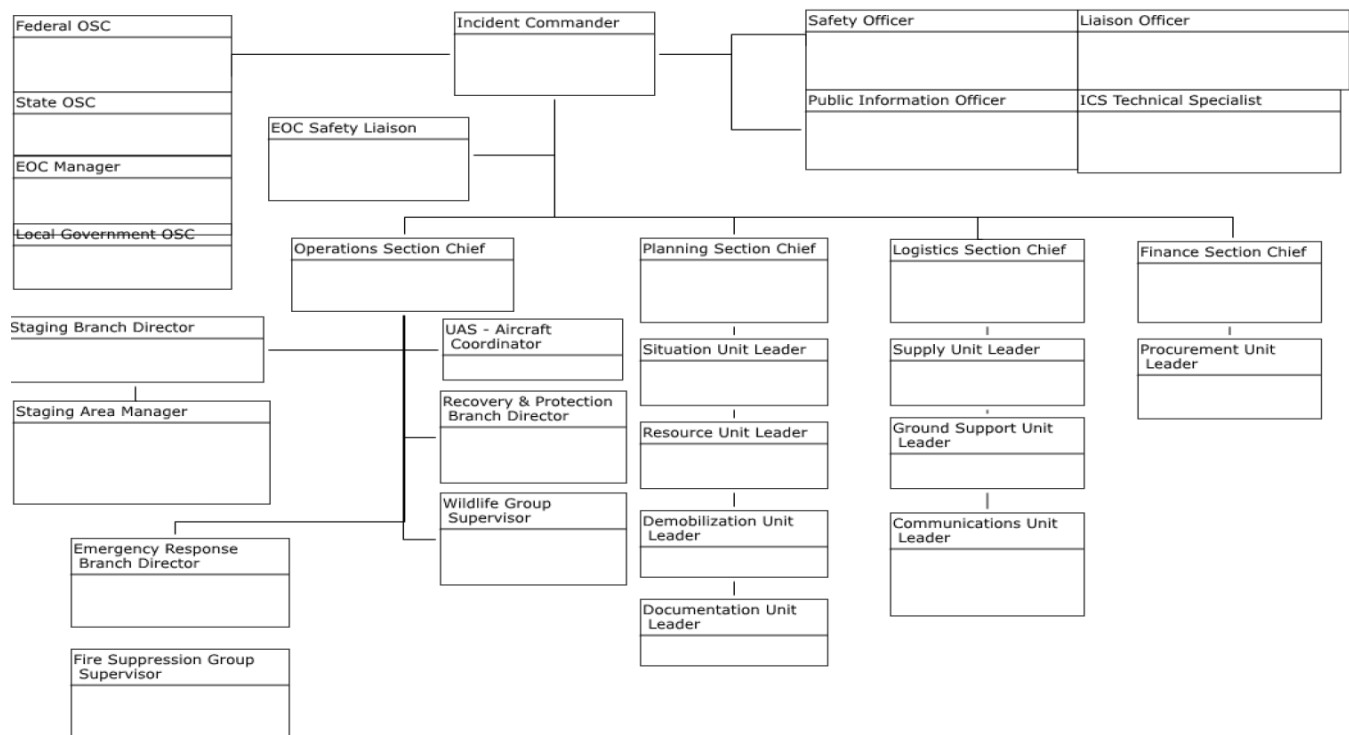 Federal OSC
Incident Commander
Safety Officer
Liaison Officer
State OSC
Public Information Officer
ICS Technical Specialist
EOC Safety Liaison
EOC Manager
Local Government OSC
Operations Section Chief
Planning Section Chief
Logistics Section Chief
Finance Section Chief
Staging Branch Director
UAS - Aircraft
Coordinator
Situation Unit Leader
Supply Unit Leader
Procurement Unit
Leader
Staging Area Manager
Recovery & Protection
Branch Director
Resource Unit Leader
Ground Support Unit
Leader
Wildlife Group
Supervisor
Demobilization Unit
Leader
Communications Unit
Leader
Emergency Response
Branch Director
Documentation Unit
Leader
Fire Suppression Group
Supervisor